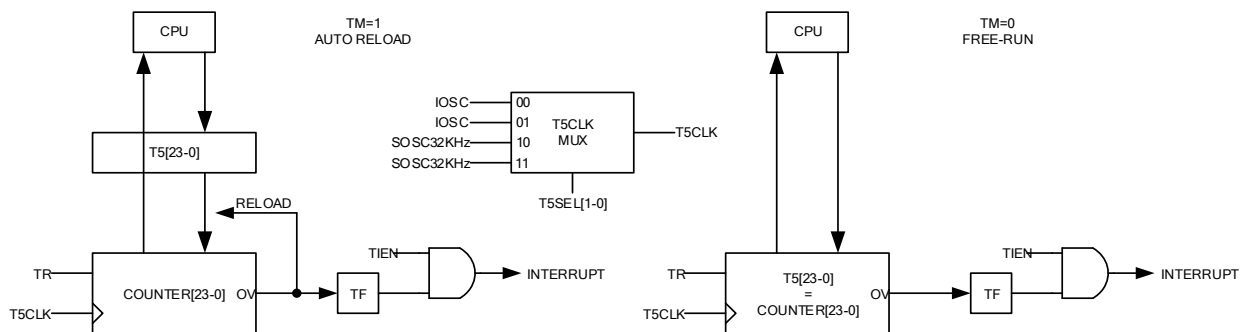 CPU
TM=1
AUTO RELOAD
CPU
TM=0
FREE-RUN
IOSC
00
IOSC
01
SOSC32KHz
10
SOSC32KHz
11
T5CLK
MUX
T5CLK
T5SEL[1-0]
T5[23-0]
RELOAD
TR
T5CLK
COUNTER[23-0]
OV
TF
TIEN
INTERRUPT
TR
T5CLK
T5[23-0]
=
COUNTER[23-0]
OV
TF
TIEN
INTERRUPT